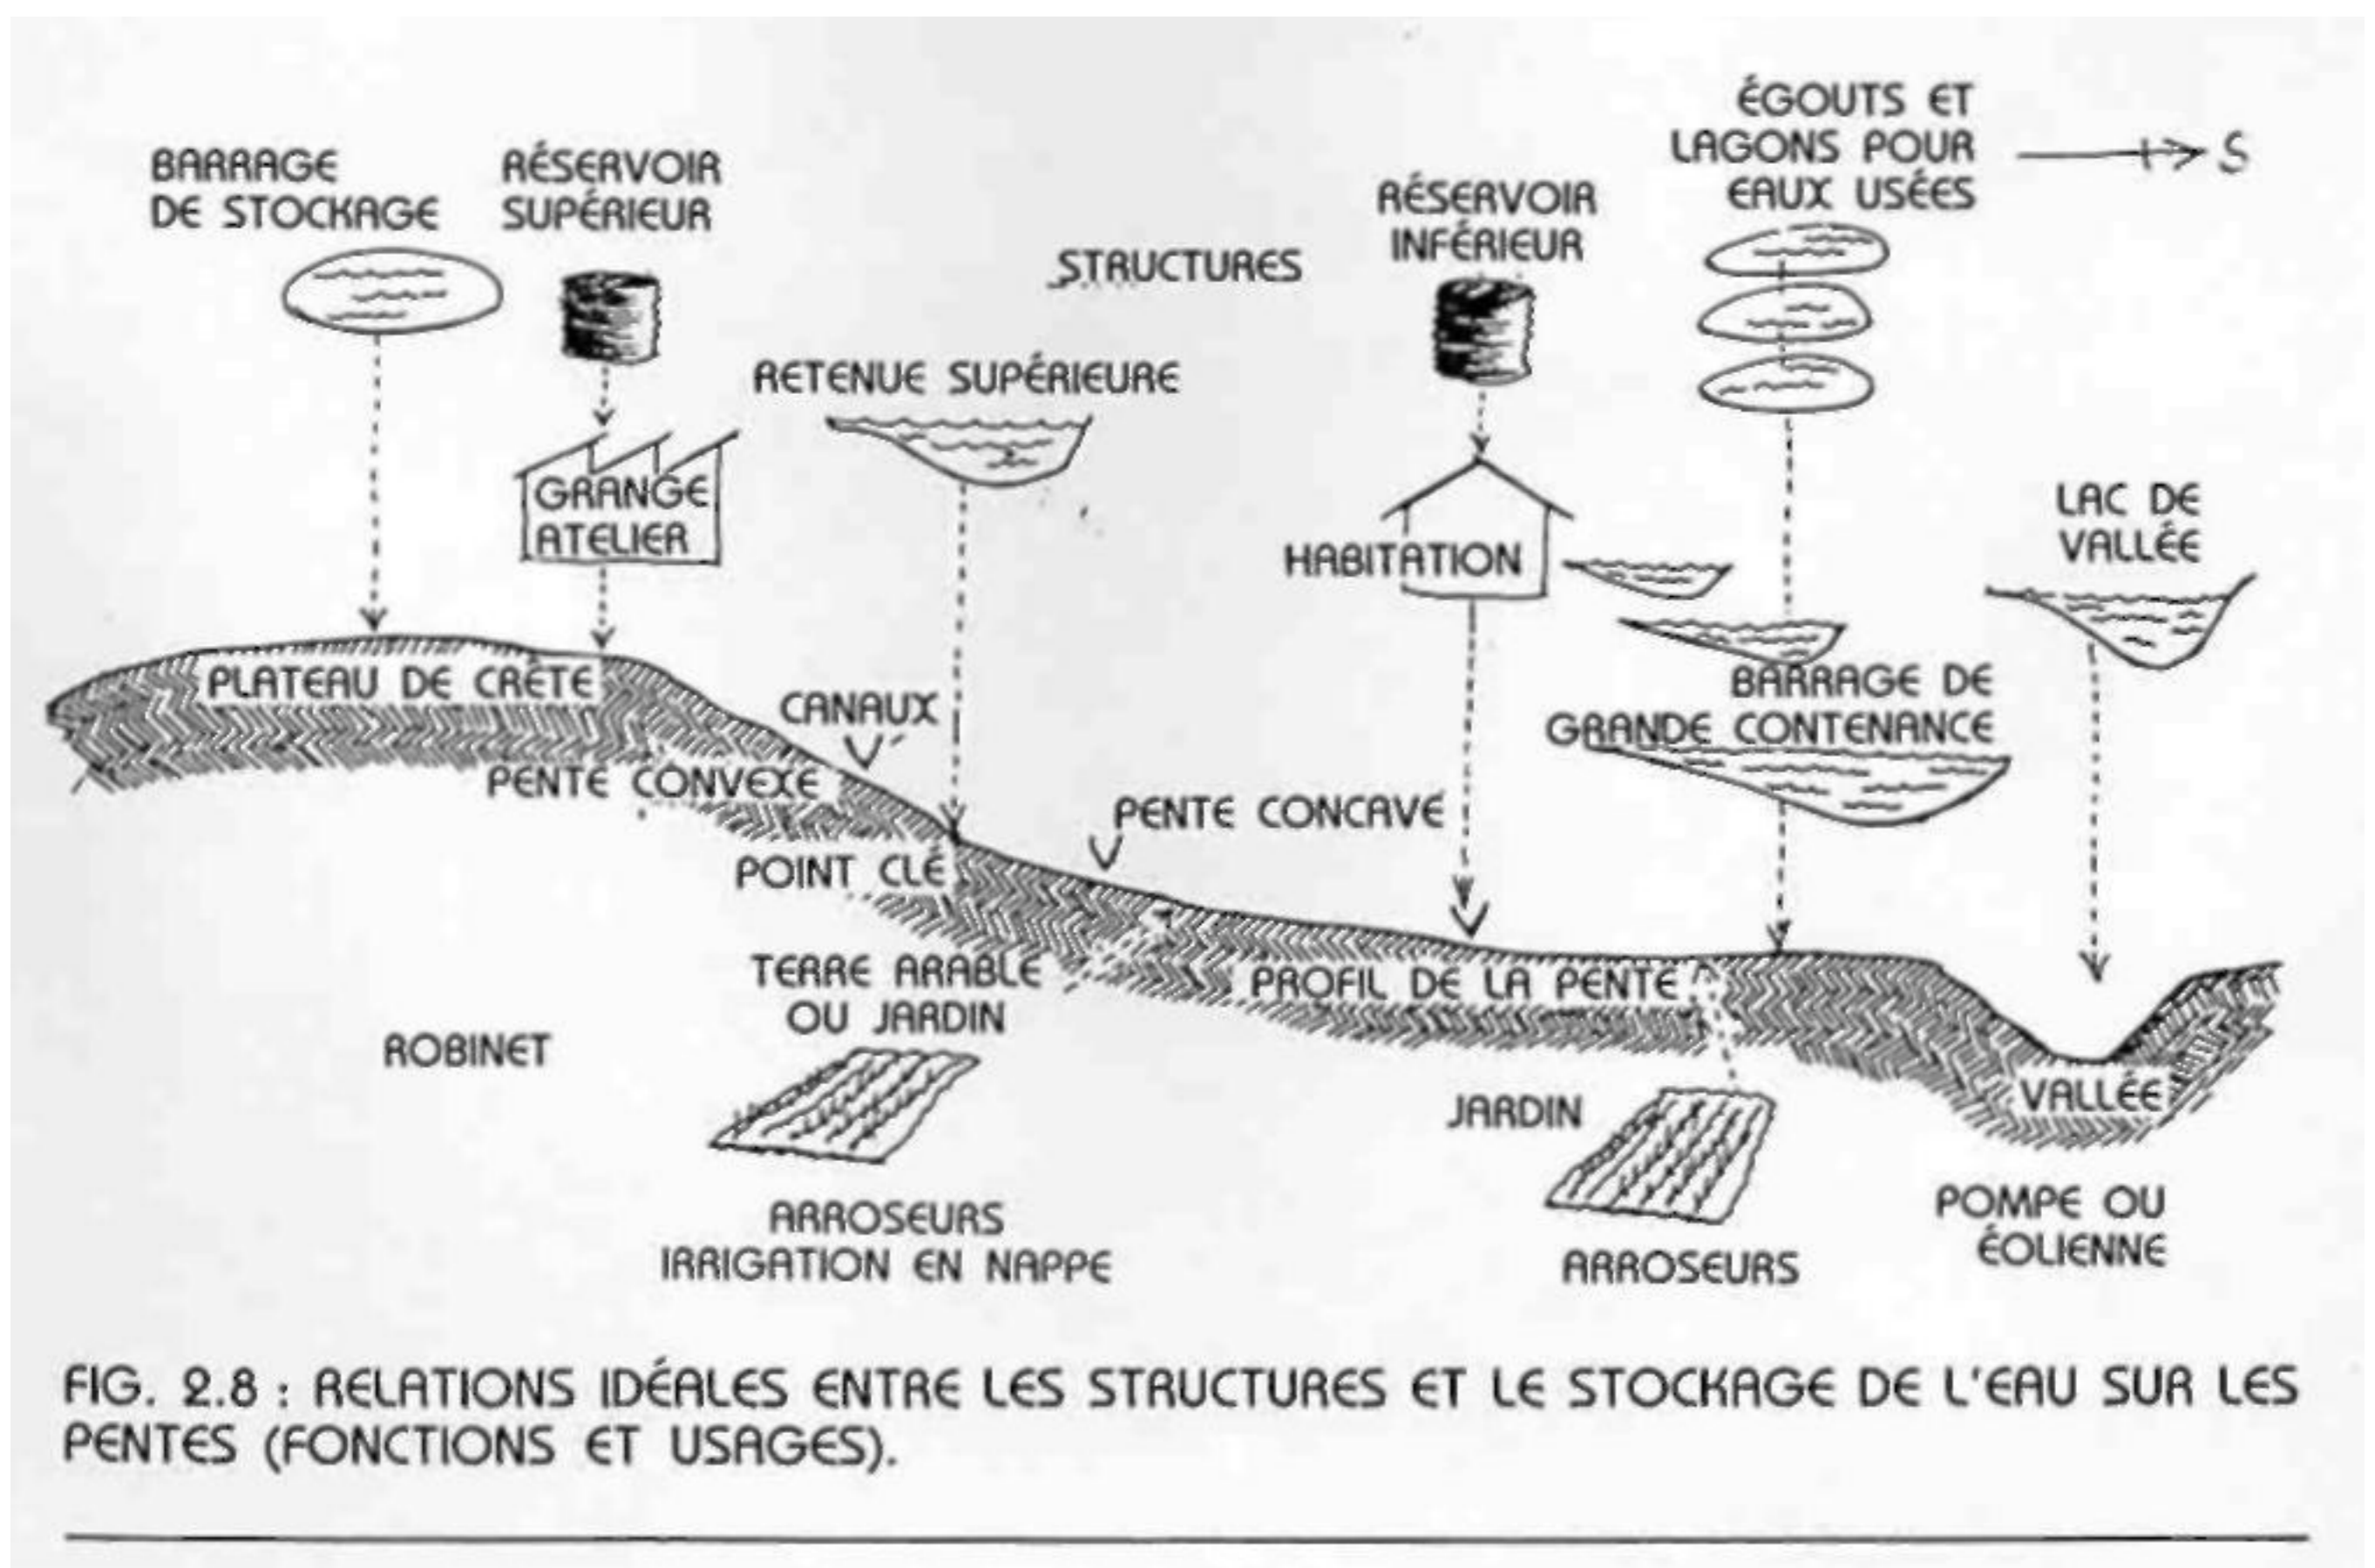 ÉGOUTS ET
LAGONS POUR
EAUX USÉES
S
BARRAGE
DE STOCKAGE
RÉSERVOIR
SUPÉRIEUR
RÉSERVOIR
INFÉRIEUR
STRUCTURES
RETENUE SUPÉRIEURE
GRANGE
ATELIER
HABITATION
LAC DE
VALLÉE
PLATEAU DE CRÊTE
CANAUX
BARRAGE DE
GRANDE CONTENANCE
PENTE CONVEXE
PENTE CONCAVE
POINT CLÉ
TERRE ARABLE
OU JARDIN
PROFIL DE LA PENTE
ROBINET
JARDIN
VALLÉE
ARROSEURS
IRRIGATION EN NAPPE
ARROSEURS
POMPE OU
ÉOLIENNE
FIG. 2.8 : RELATIONS IDÉALES ENTRE LES STRUCTURES ET LE STOCKAGE DE L'EAU SUR LES
PENTES (FONCTIONS ET USAGES).